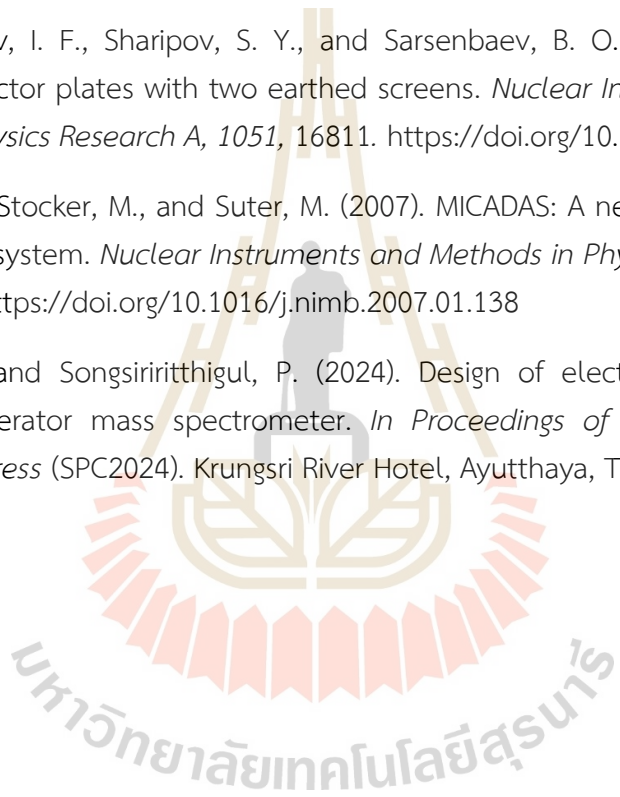 v, I. F., Sharipov, S. Y., and Sarsenbaev, B. O.
ctor plates with two earthed screens. Nuclear In
ysics Research A, 1051, 16811. https://doi.org/10.
Stocker, M., and Suter, M. (2007). MICADAS: A ne
system. Nuclear Instruments and Methods in Phy
ttps://doi.org/10.1016/j.nimb.2007.01.138
and Songsiriritthigul, P. (2024). Design of elect
erator mass spectrometer. In Proceedings of
ress (SPC2024). Krungsri River Hotel, Ayutthaya, T
มหาวิทยาลัยเทคโนโลยีสุรนารี